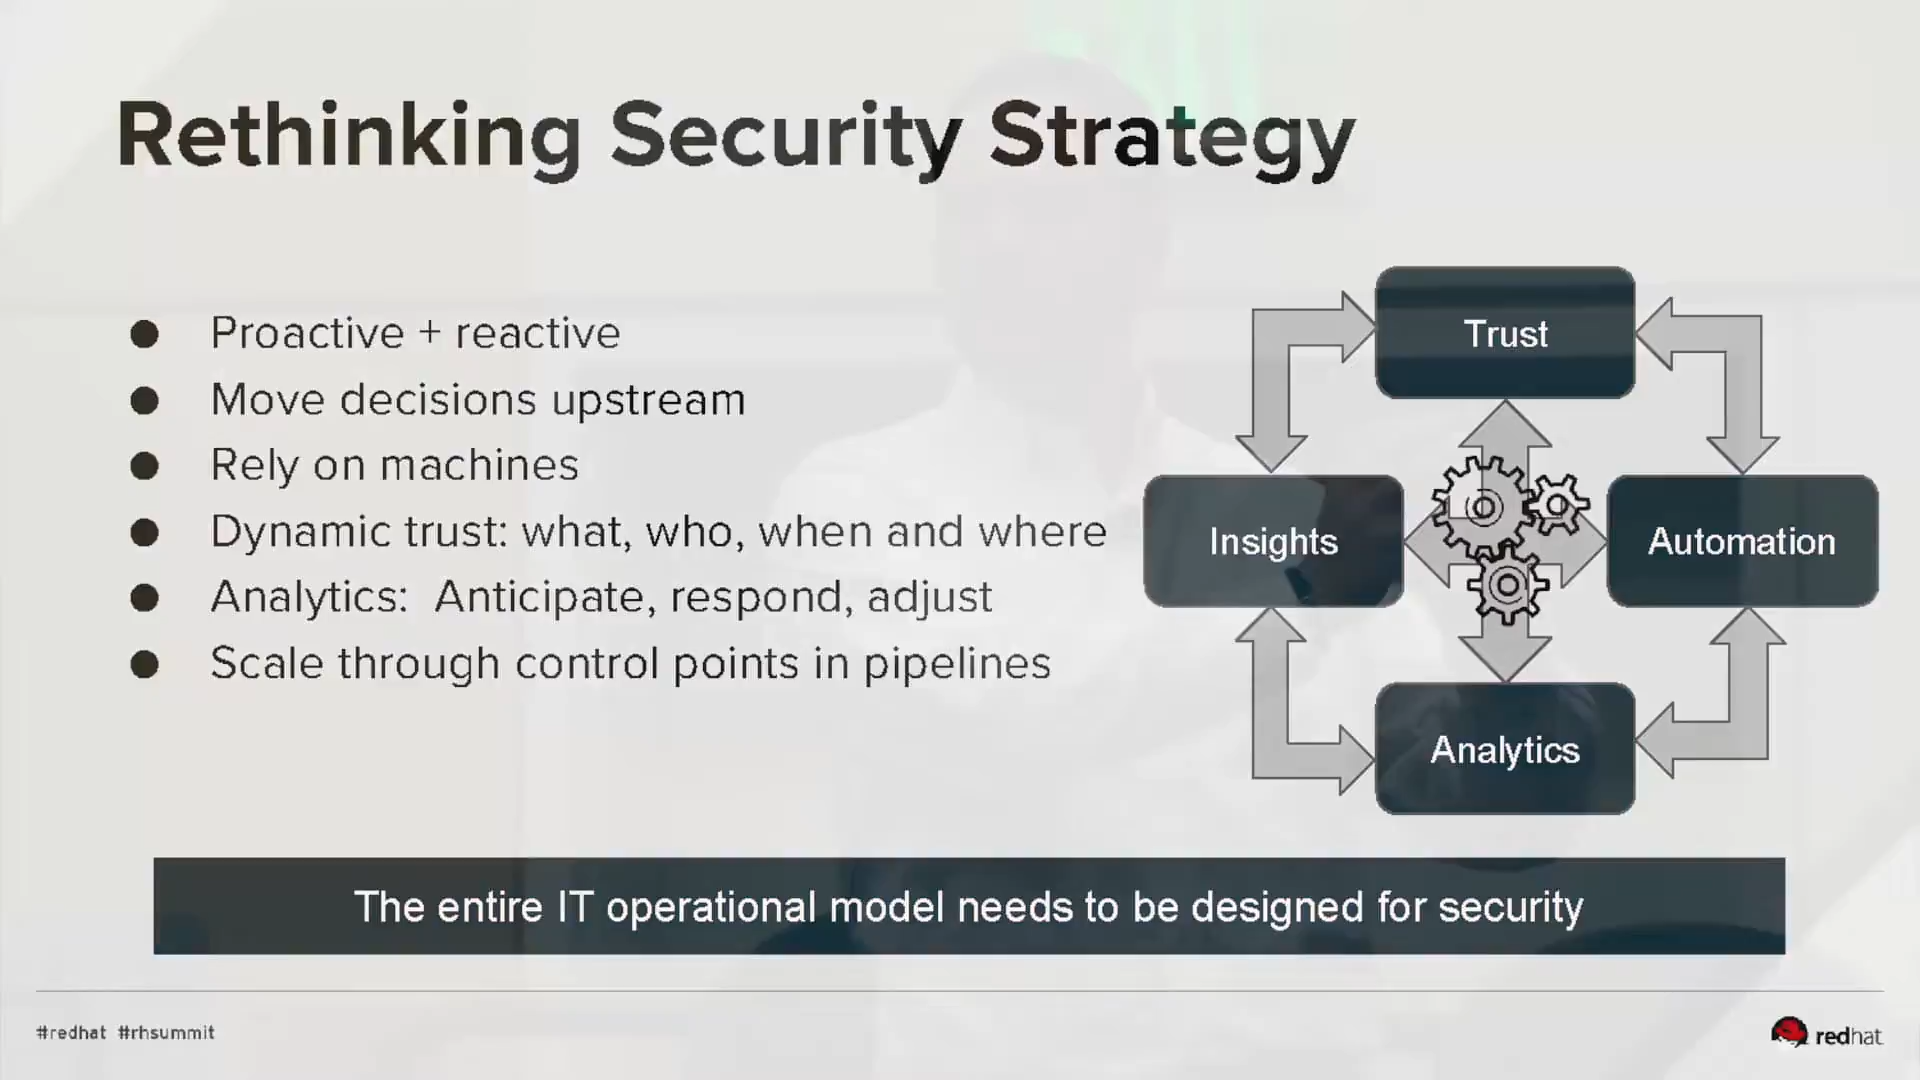 Rethinking Security Strategy
Proactive + reactive
Move decisions upstream
Rely on machines
Dynamic trust: what, who, when and where
Analytics: Anticipate, respond, adjust
Scale through control points in pipelines
Trust
Insights
Automation
Analytics
The entire IT operational model needs to be designed for security
#redhat #rhsummit
redhat